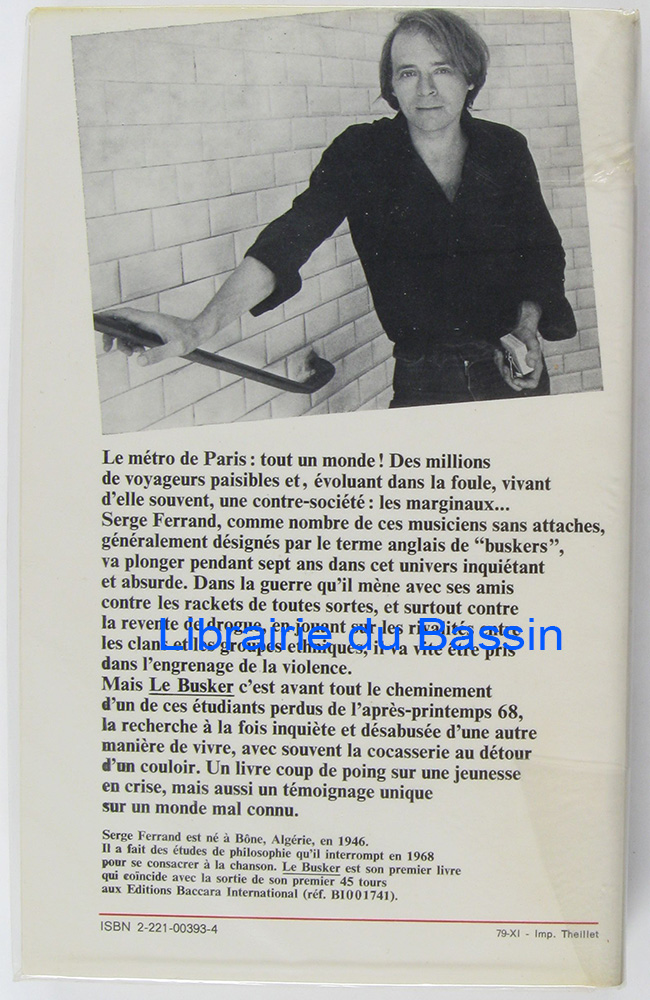 Le métro de Paris : tout un monde ! Des millions
de voyageurs paisibles et, évoluant dans la foule, vivant
d'elle souvent, une contre-société : les marginaux...
Serge Ferrand, comme nombre de ces musiciens sans attaches,
généralement désignés par le terme anglais de “buskers”,
va plonger pendant sept ans dans cet univers inquiétant
et absurde. Dans la guerre qu'il mène avec ses amis
contre les rackets de toutes sortes, et surtout contre
la revente de drogue, en jouant sur les rivalités entre
Librairie du Bassin
les clans et les groupes ethniques, il va vite être pris
dans l'engrenage de la violence.
Mais Le Busker c'est avant tout le cheminement
d'un de ces étudiants perdus de l'après-printemps 68,
la recherche à la fois inquiète et désabusée d'une autre
manière de vivre, avec souvent la cocasserie au détour
d'un couloir. Un livre coup de poing sur une jeunesse
en crise, mais aussi un témoignage unique
sur un monde mal connu.
Serge Ferrand est né à Bône, Algérie, en 1946.
Il a fait des études de philosophie qu'il interrompt en 1968
pour se consacrer à la chanson. Le Busker est son premier livre
qui coïncide avec la sortie de son premier 45 tours
aux Editions Baccara International (réf. B1001741).
ISBN 2-221-00393-4
79-XI - Imp. Theillet